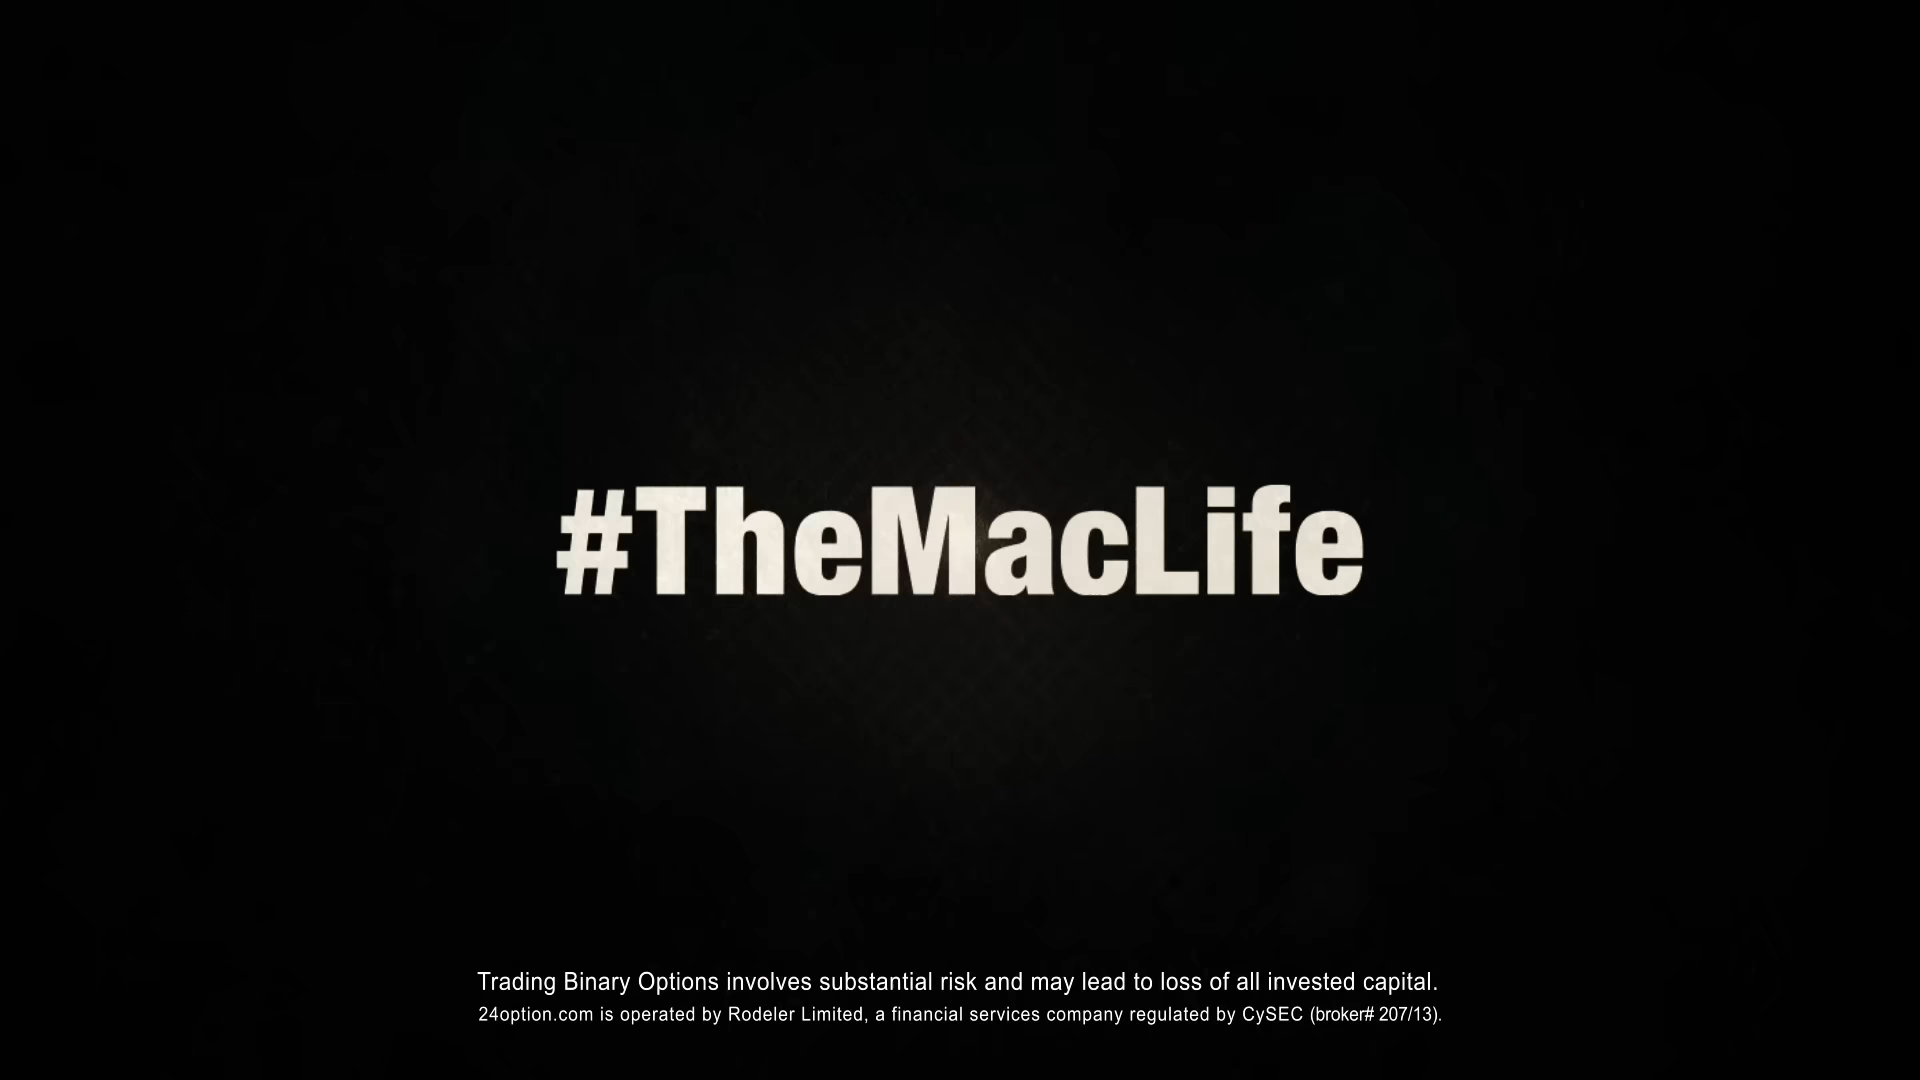 #TheMacLife
Trading Binary Options involves substantial risk and may lead to loss of all invested capital.
24option.com is operated by Rodeler Limited, a financial services company regulated by CySEC (broker# 207/13).